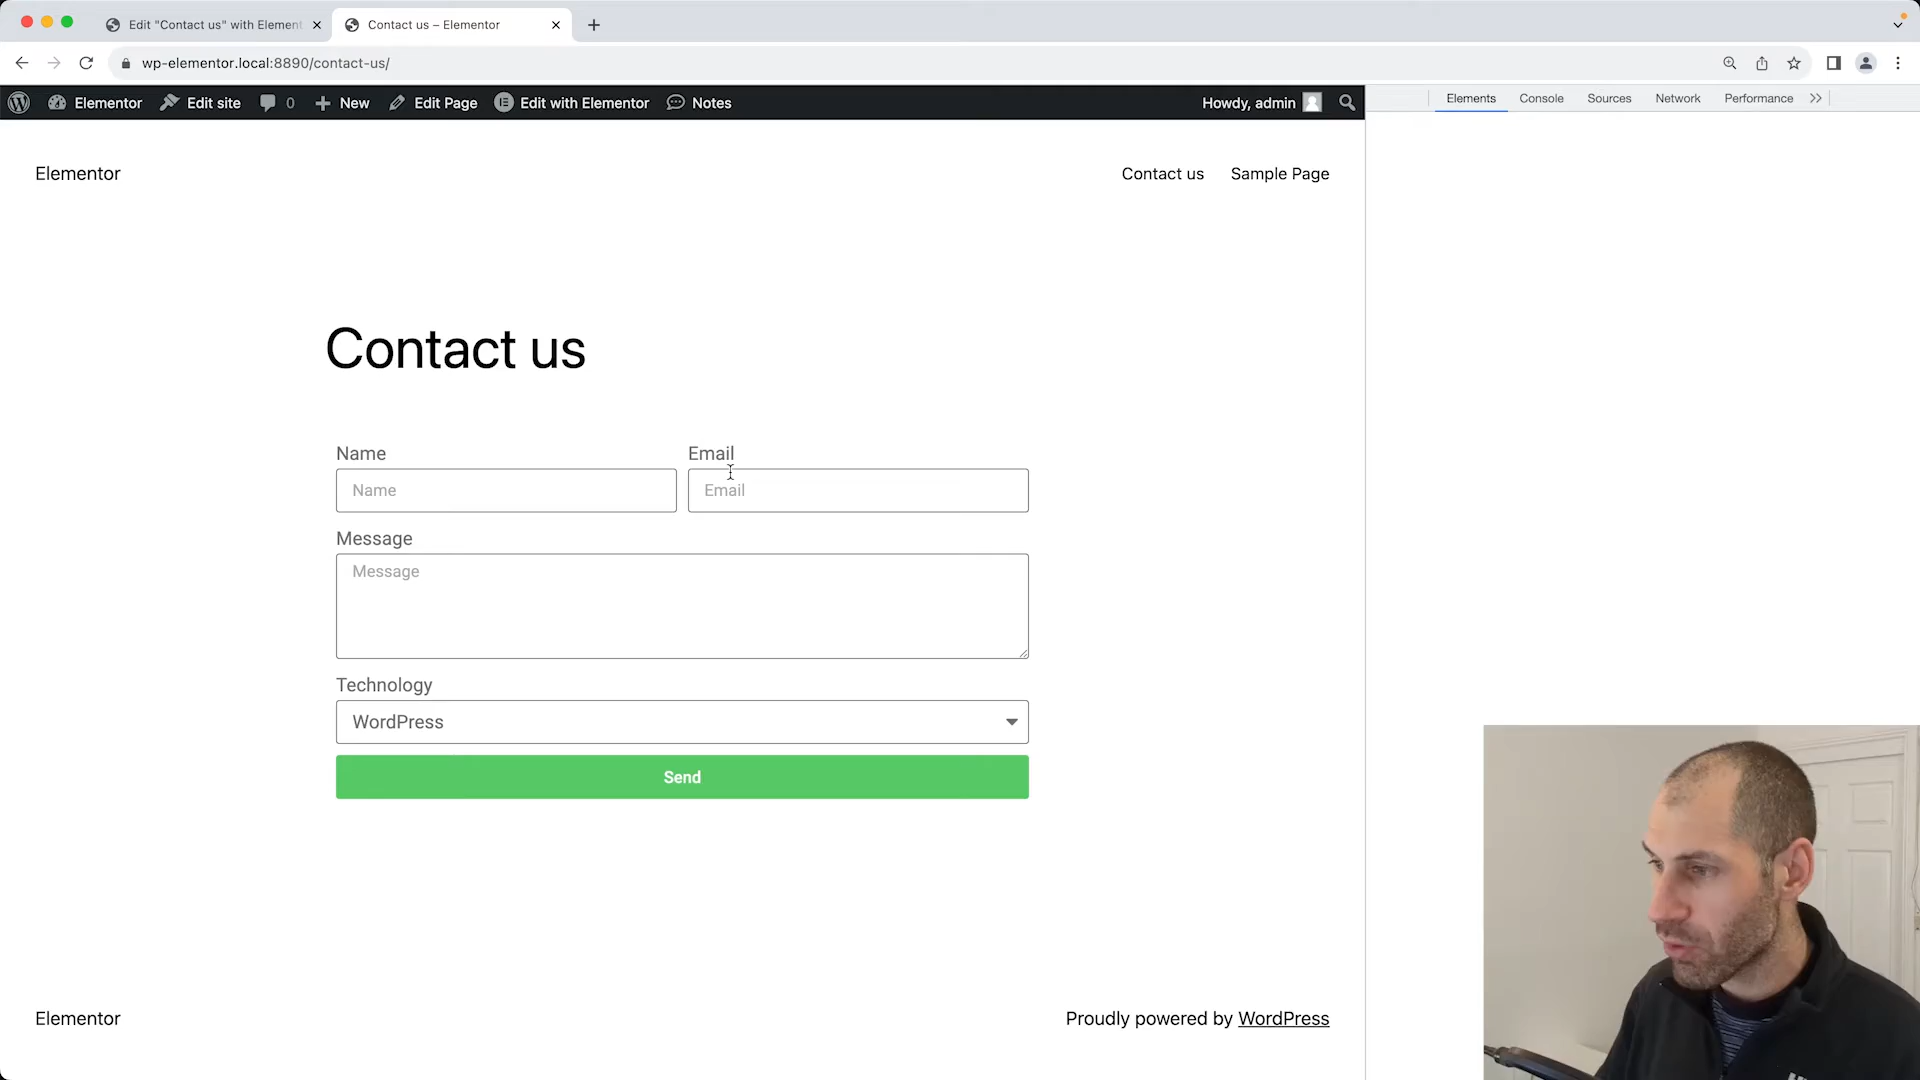 Edit "Contact us" with Element
Contact us – Elementor
wp-elementor.local:8890/contact-us/
Elementor
Edit site
0
New
Edit Page
Edit with Elementor
Notes
Howdy, admin
Elements
Console
Sources
Network
Performance
Elementor
Contact us
Sample Page
Contact us
Name
Email
Name
Email
Message
Message
Technology
WordPress
Send
Elementor
Proudly powered by WordPress